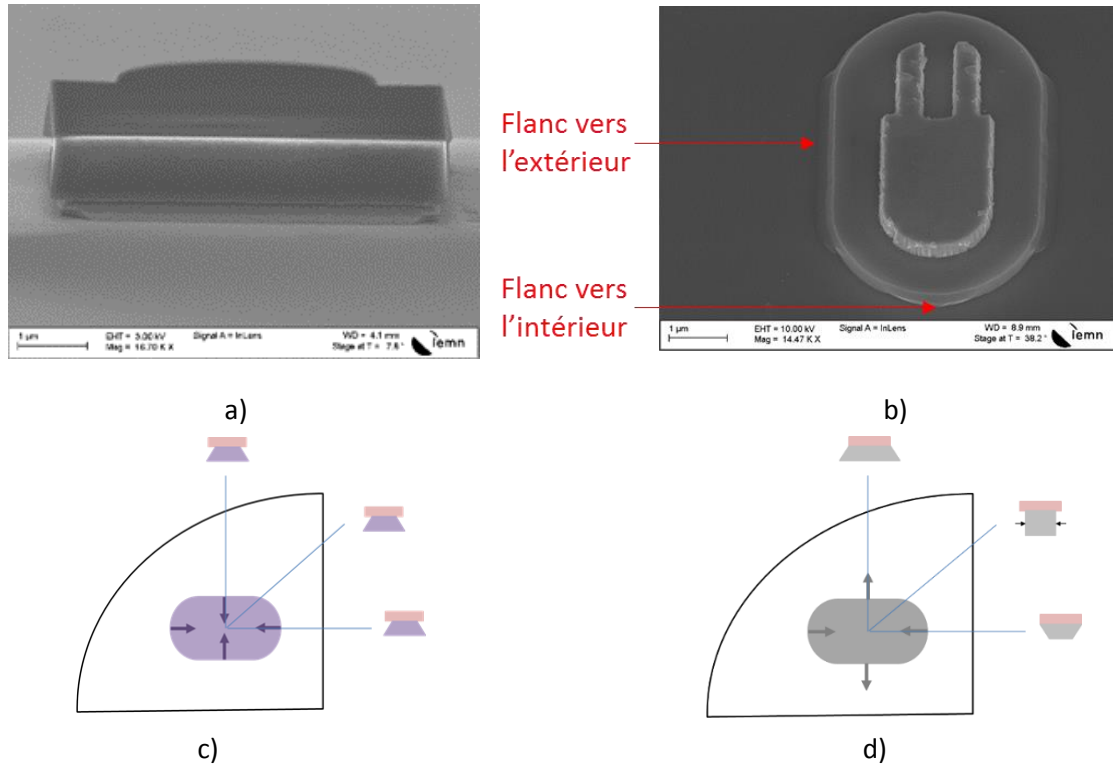 Flanc vers
l'extérieur
Flanc vers
l'intérieur
1 µm
EHT = 3.00 kV
Signal A = InLens
WD = 4.1 mm
Mag = 16.70 K X
Stage at T = 7.6°
iemn
1 µm
EHT = 10.00 kV
Signal A = InLens
WD = 8.9 mm
Mag = 14.47 K X
Stage at T = 38.2°
iemn
a)
b)
c)
d)